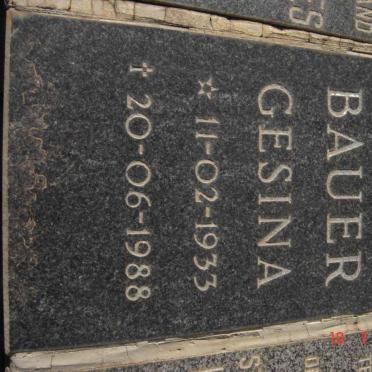 BAUER
GESINA
☆ 11-02-1933
✝ 20-06-1988